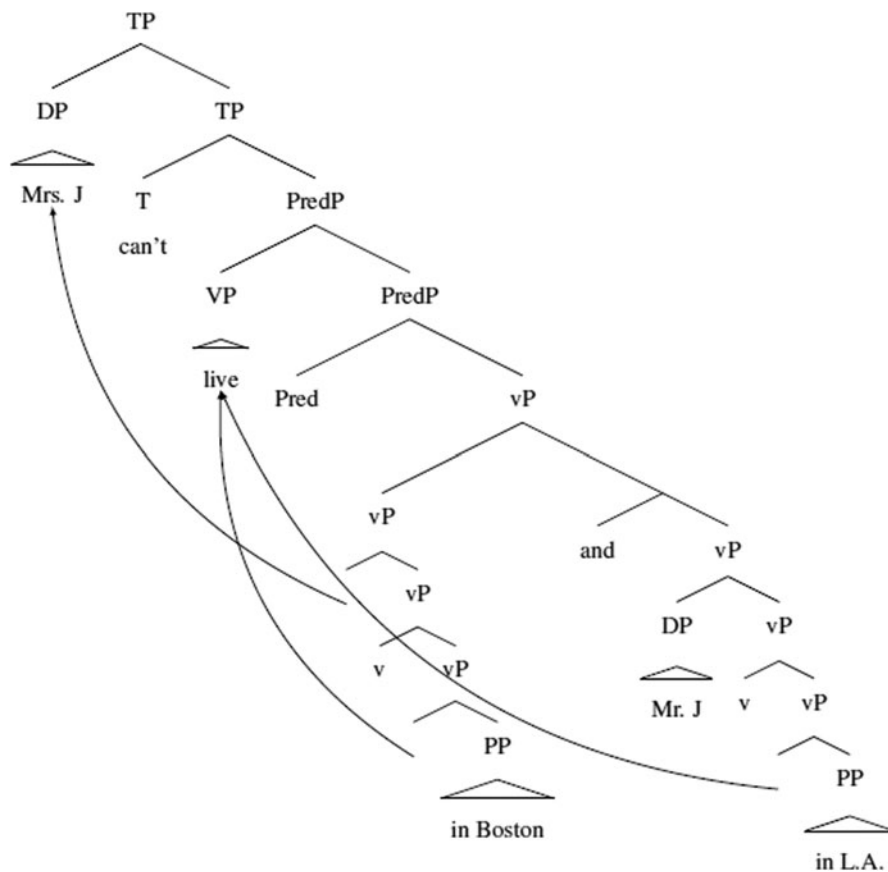 TP
DP TP
Mrs. J T PredP
can't
VP PredP
live Pred vP
vP and vP
vP DP vP
v vP Mr. J v vP
PP PP
in Boston in L.A.